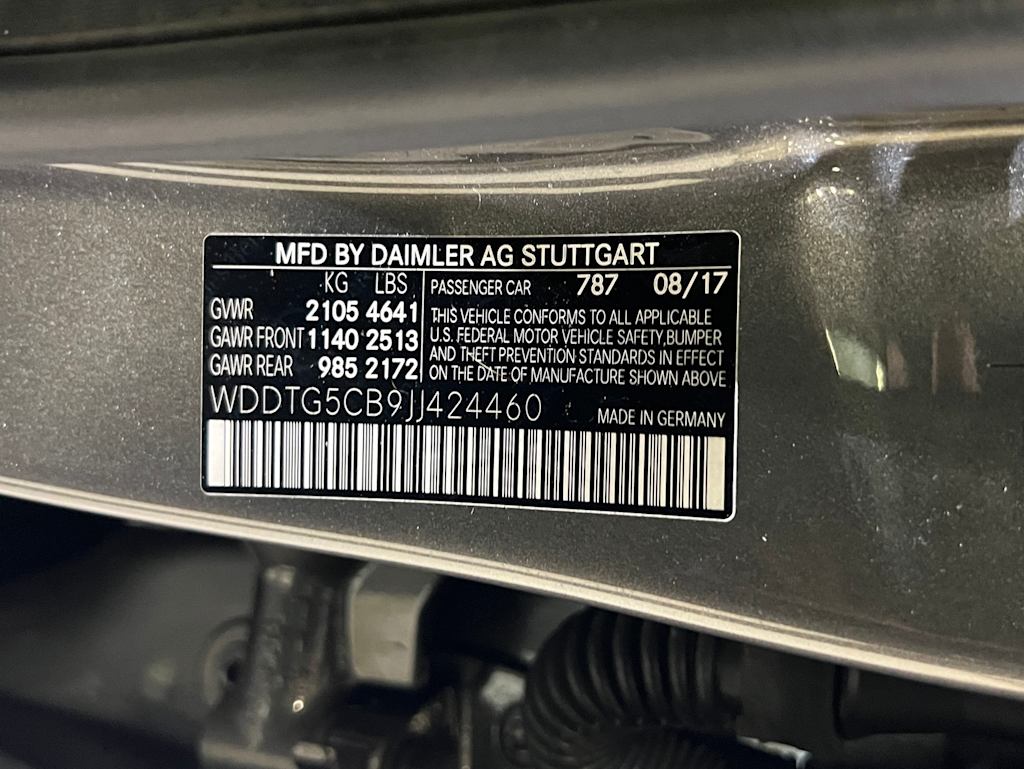 MFD BY DAIMLER AG STUTTGART
KG LBS
GVWR 2105 4641
GAWR FRONT 1140 2513
GAWR REAR 985 2172
PASSENGER CAR 787 08/17
THIS VEHICLE CONFORMS TO ALL APPLICABLE
U.S. FEDERAL MOTOR VEHICLE SAFETY,BUMPER
AND THEFT PREVENTION STANDARDS IN EFFECT
ON THE DATE OF MANUFACTURE SHOWN ABOVE
WDDTG5CB9JJ424460
MADE IN GERMANY